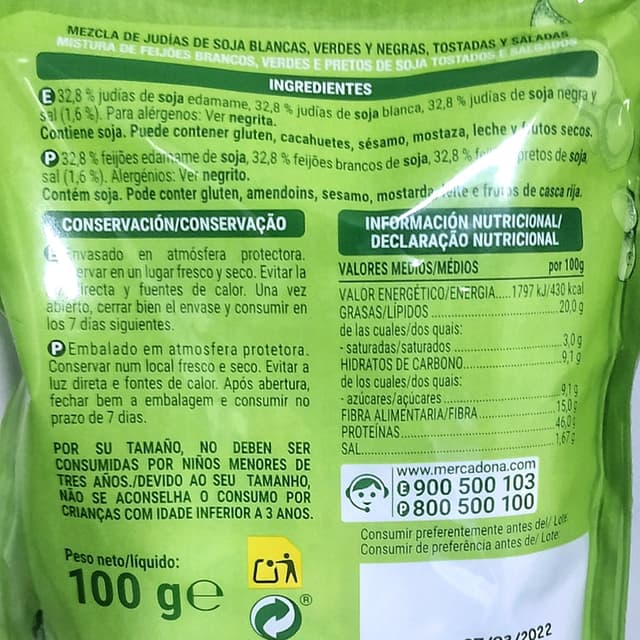 MEZCLA DE JUDÍAS DE SOJA BLANCAS, VERDES Y NEGRAS, TOSTADAS Y SALADAS
MISTURA DE FEIJÕES BRANCOS, VERDES E PRETOS DE SOJA TOSTADOS E SALGADOS
INGREDIENTES
E 32,8 % judías de soja edamame, 32,8 % judías de soja blanca, 32,8 % judías de soja negra y
sal (1,6 %). Para alérgenos: Ver negrita.
Contiene soja. Puede contener gluten, cacahuetes, sésamo, mostaza, leche y frutos secos.
P 32,8 % feijões edamame de soja, 32,8 % feijões brancos de soja, 32,8 % pretos de soja,
sal (1,6 %). Alergénios: Ver negrito.
Contém soja. Pode conter gluten, amendoins, sesamo, mostarda, leite e frutos de casca rija.
CONSERVACIÓN/CONSERVAÇÃO
Envasado en atmósfera protectora.
en un lugar fresco y seco. Evitar la
directa y fuentes de calor. Una vez
abierto, cerrar bien el envase y consumir en
los 7 días siguientes.
P Embalado em atmosfera protetora.
Conservar num local fresco e seco. Evitar a
luz direta e fontes de calor. Após abertura,
fechar bem a embalagem e consumir no
prazo de 7 dias.
POR SU TAMAÑO, NO DEBEN SER
CONSUMIDAS POR NIÑOS MENORES DE
TRES AÑOS./DEVIDO AO SEU TAMANHO,
NÃO SE ACONSELHA O CONSUMO POR
CRIANÇAS COM IDADE INFERIOR A 3 ANOS.
Peso neto/líquido:
100 g e
INFORMACIÓN NUTRICIONAL/
DECLARAÇÃO NUTRICIONAL
VALORES MEDIOS/MÉDIOS por 100g
VALOR ENERGÉTICO/ENERGIA.....1797 kJ/430 kcal
GRASAS/LÍPIDOS......20,0 g
de las cuales/dos quais:
- saturadas/saturados......3,0 g
HIDRATOS DE CARBONO......9,1 g
de los cuales/dos quais:
- azúcares/açúcares......9,1 g
FIBRA ALIMENTARIA/FIBRA......15,0 g
PROTEÍNAS......46,0 g
SAL......1,67 g
www.mercadona.com
E 900 500 103
P 800 500 100
Consumir preferentemente antes del/ Lote:
Consumir de preferência antes de/ Lote:
/2022